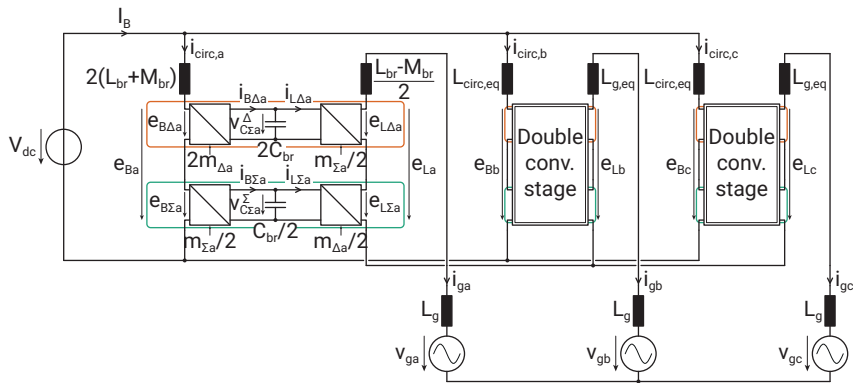 I_B
i_circ,a
i_circ,b
i_circ,c
2(L_br+M_br)
L_br-M_br
2
L_circ,eq
L_g,eq
L_circ,eq
L_g,eq
i_BΔa
i_LΔa
e_BΔa
v^Δ_CΣa
e_LΔa
2m_Δa
2C_br
m_Σa/2
V_dc
e_Ba
e_La
e_Bb
Double
conv.
stage
e_Lb
e_Bc
Double
conv.
stage
e_Lc
i_BΣa
i_LΣa
e_BΣa
v^Σ_CΣa
e_LΣa
m_Σa/2
C_br/2
m_Δa/2
i_ga
i_gb
i_gc
L_g
L_g
L_g
v_ga
v_gb
v_gc